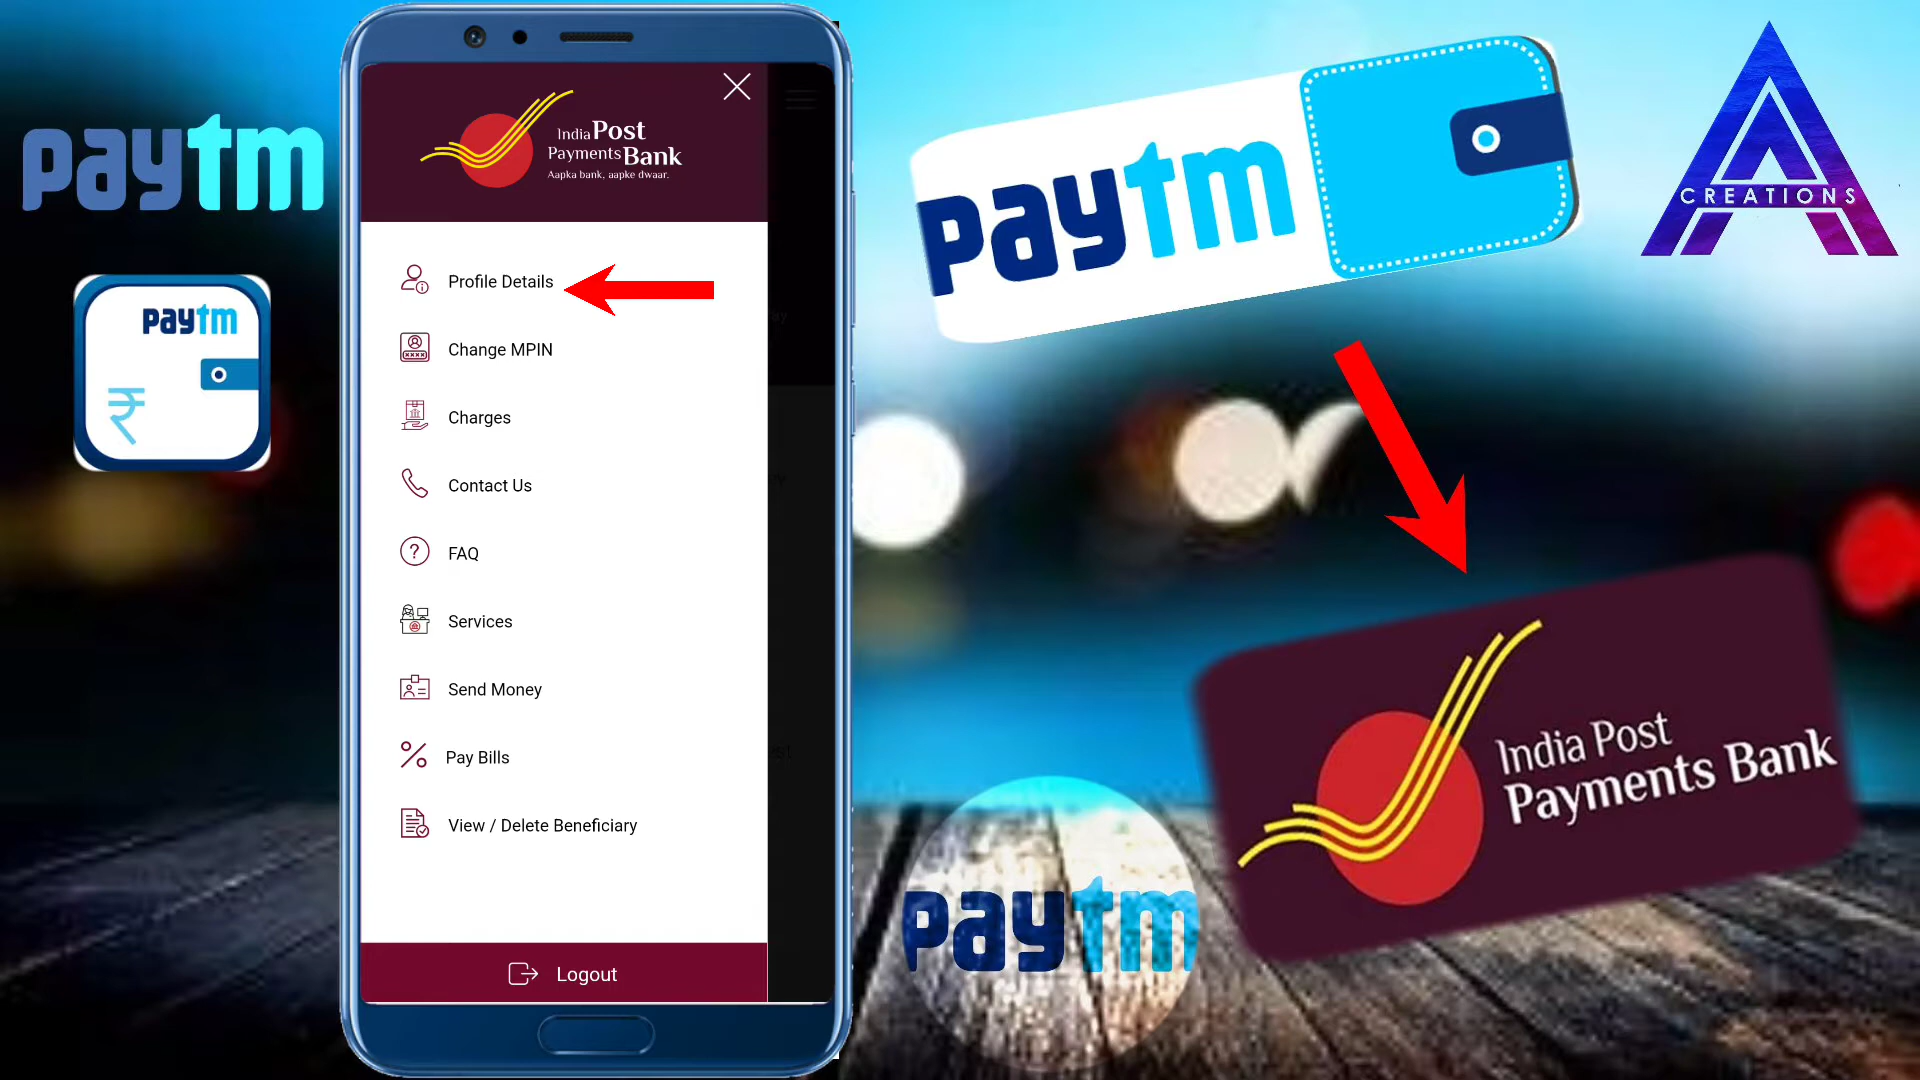 paytm
paytm
₹
India Post
Payments Bank
Aapka bank, aapke dwaar.
Profile Details
Change MPIN
Charges
Contact Us
FAQ
Services
Send Money
Pay Bills
View / Delete Beneficiary
Logout
paytm
CREATIONS
India Post
Payments Bank
paytm